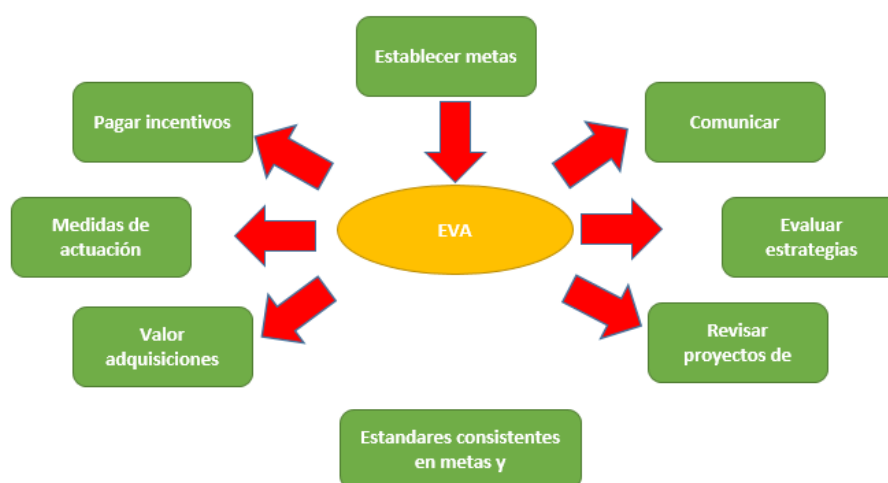 Establecer metas
Pagar incentivos
Comunicar
Medidas de
actuación
EVA
Evaluar
estrategias
Valor
adquisiciones
Revisar
proyectos de
Estandares consistentes
en metas y